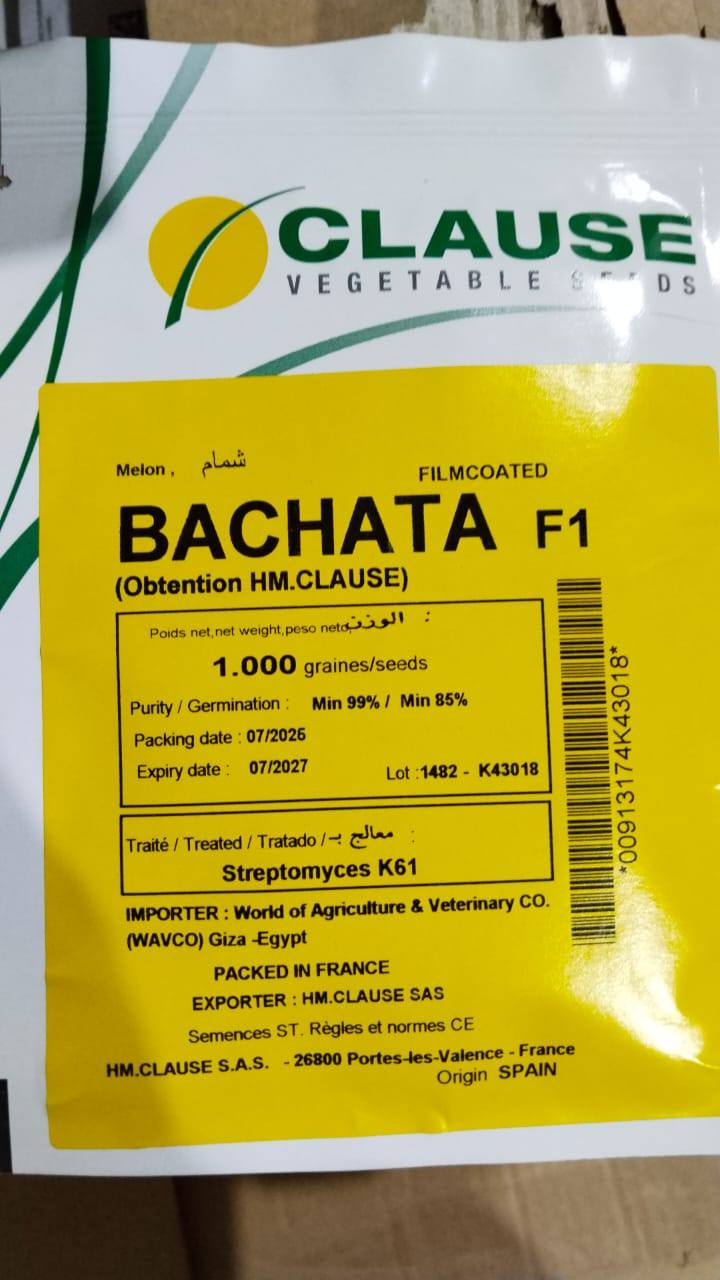 CLAUSE
VEGETABLE SEEDS
Melon , شمام FILMCOATED
BACHATA F1
(Obtention HM.CLAUSE)
Poids net,net weight,peso neto, الوزن :
1.000 graines/seeds
Purity / Germination : Min 99% / Min 85%
Packing date : 07/2025
Expiry date : 07/2027 Lot :1482 - K43018
Traité / Treated / Tratado / معالج بـ :
Streptomyces K61
IMPORTER : World of Agriculture & Veterinary CO.
(WAVCO) Giza -Egypt
PACKED IN FRANCE
EXPORTER : HM.CLAUSE SAS
Semences ST. Règles et normes CE
HM.CLAUSE S.A.S. - 26800 Portes-les-Valence - France
Origin SPAIN
*00913174K43018*